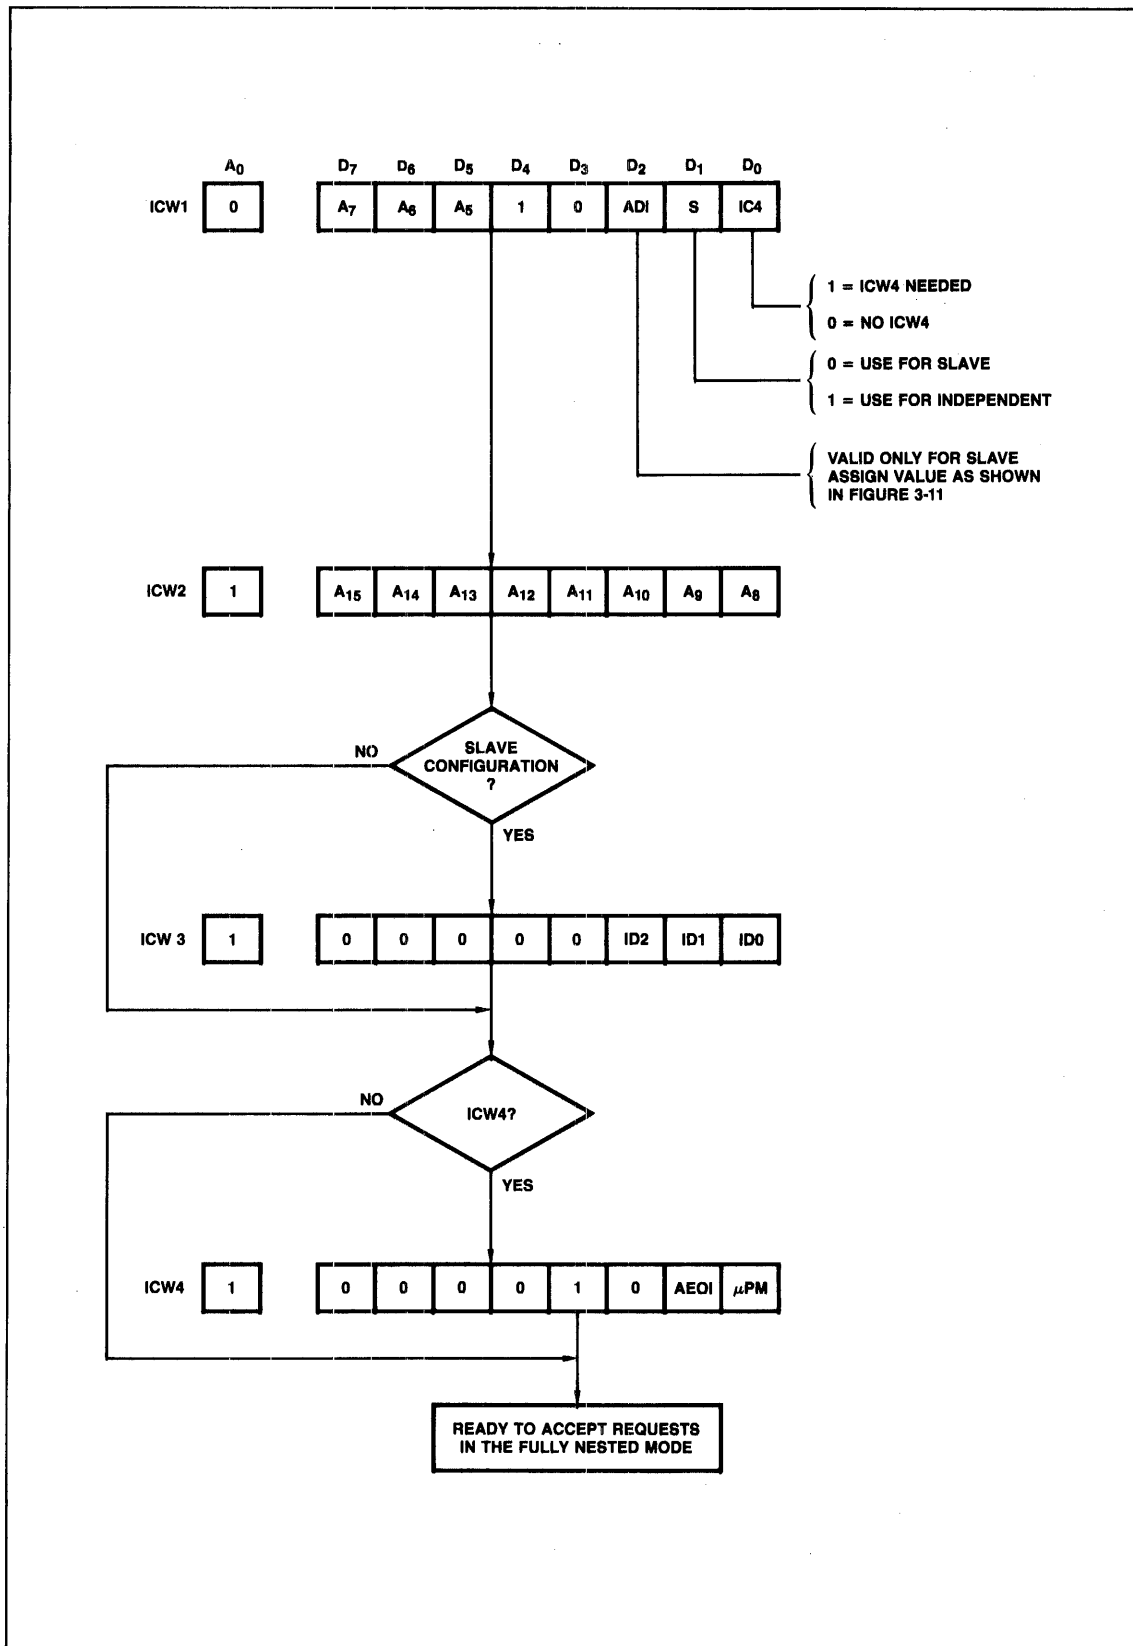 A0 D7 D6 D5 D4 D3 D2 D1 D0
ICW1 0 A7 A6 A5 1 0 ADI S IC4
1 = ICW4 NEEDED
0 = NO ICW4
0 = USE FOR SLAVE
1 = USE FOR INDEPENDENT
VALID ONLY FOR SLAVE
ASSIGN VALUE AS SHOWN
IN FIGURE 3-11
ICW2 1 A15 A14 A13 A12 A11 A10 A9 A8
NO
SLAVE
CONFIGURATION
?
YES
ICW 3 1 0 0 0 0 0 ID2 ID1 ID0
NO
ICW4?
YES
ICW4 1 0 0 0 0 1 0 AEOI μPM
READY TO ACCEPT REQUESTS
IN THE FULLY NESTED MODE